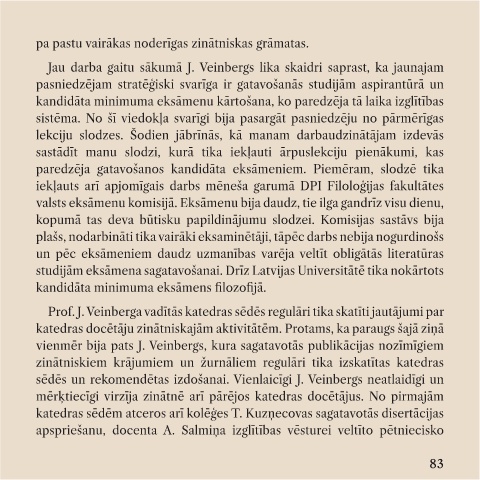 pa pastu vairākas noderīgas zinātniskas grāmatas.
Jau darba gaitu sākumā J. Veinbergs lika skaidri saprast, ka jaunajam
pasniedzējam stratēģiski svarīga ir gatavošanās studijām aspirantūrā un
kandidāta minimuma eksāmenu kārtošana, ko paredzēja tā laika izglītības
sistēma. No šī viedokļa svarīgi bija pasargāt pasniedzēju no pārmērīgas
lekciju slodzes. Šodien jābrīnās, kā manam darbaudzinātājam izdevās
sastādīt manu slodzi, kurā tika iekļauti ārpuslekciju pienākumi, kas
paredzēja gatavošanos kandidāta eksāmeniem. Piemēram, slodzē tika
iekļauts arī apjomīgais darbs mēneša garumā DPI Filoloģijas fakultātes
valsts eksāmenu komisijā. Eksāmenu bija daudz, tie ilga gandrīz visu dienu,
kopumā tas deva būtisku papildinājumu slodzei. Komisijas sastāvs bija
plašs, nodarbināti tika vairāki eksaminētāji, tāpēc darbs nebija nogurdinošs
un pēc eksāmeniem daudz uzmanības varēja veltīt obligātās literatūras
studijām eksāmena sagatavošanai. Drīz Latvijas Universitātē tika nokārtots
kandidāta minimuma eksāmens filozofijā.
Prof. J. Veinberga vadītās katedras sēdēs regulāri tika skatīti jautājumi par
katedras docētāju zinātniskajām aktivitātēm. Protams, ka paraugs šajā ziņā
vienmēr bija pats J. Veinbergs, kura sagatavotās publikācijas nozīmīgiem
zinātniskiem krājumiem un žurnāliem regulāri tika izskatītas katedras
sēdēs un rekomendētas izdošanai. Vienlaicīgi J. Veinbergs neatlaidīgi un
mērķtiecīgi virzīja zinātnē arī pārējos katedras docētājus. No pirmajām
katedras sēdēm atceros arī kolēģes T. Kuzņecovas sagatavotās disertācijas
apspriešanu, docenta A. Salmiņa izglītības vēsturei veltīto pētniecisko
83